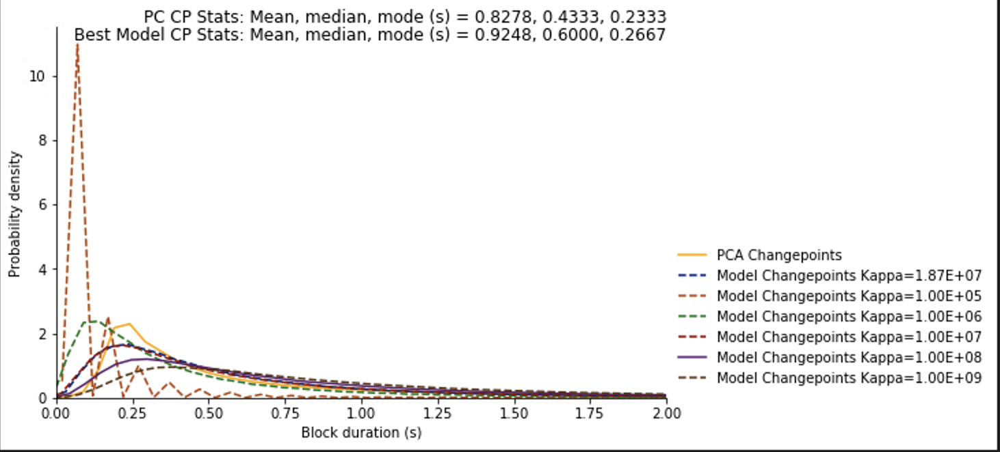 PC CP Stats: Mean, median, mode (s) = 0.8278, 0.4333, 0.2333
Best Model CP Stats: Mean, median, mode (s) = 0.9248, 0.6000, 0.2667
Probability density
10
8
6
4
2
0
0.00 0.25 0.50 0.75 1.00 1.25 1.50 1.75 2.00
Block duration (s)
PCA Changepoints
Model Changepoints Kappa=1.87E+07
Model Changepoints Kappa=1.00E+05
Model Changepoints Kappa=1.00E+06
Model Changepoints Kappa=1.00E+07
Model Changepoints Kappa=1.00E+08
Model Changepoints Kappa=1.00E+09